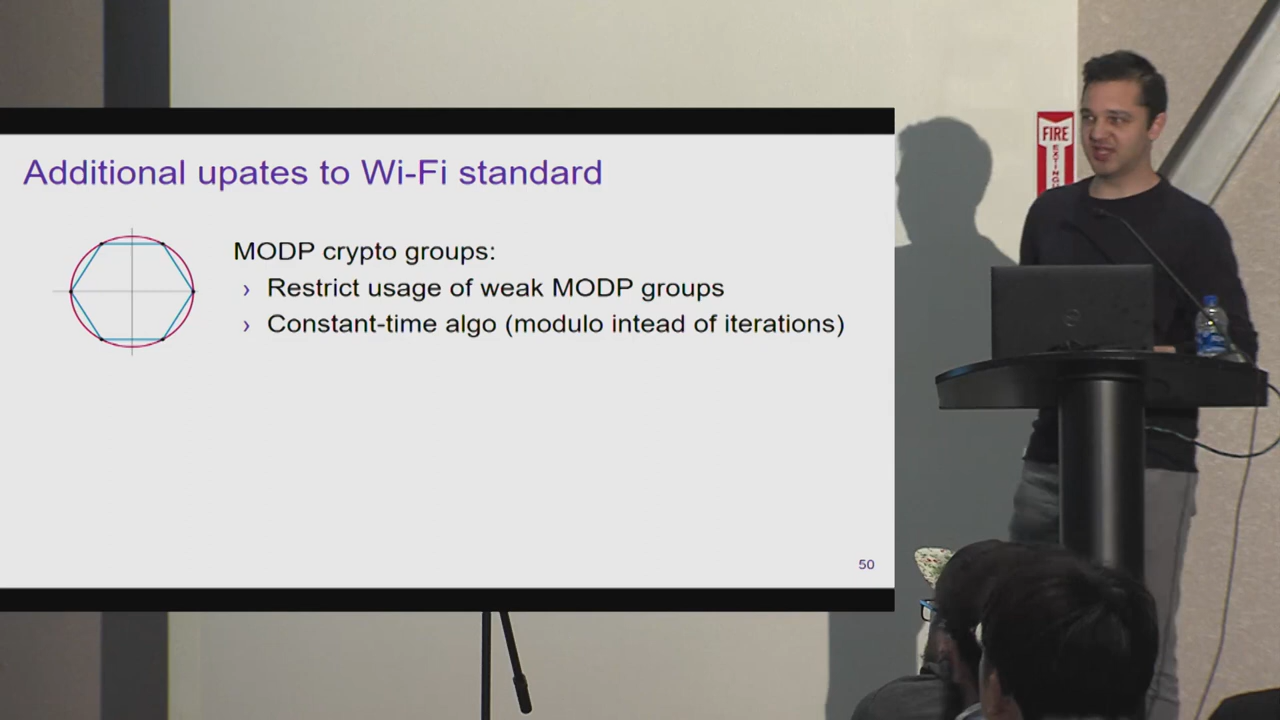 Additional upates to Wi-Fi standard
MODP crypto groups:
› Restrict usage of weak MODP groups
› Constant-time algo (modulo intead of iterations)
50
FIRE
EXTINGU